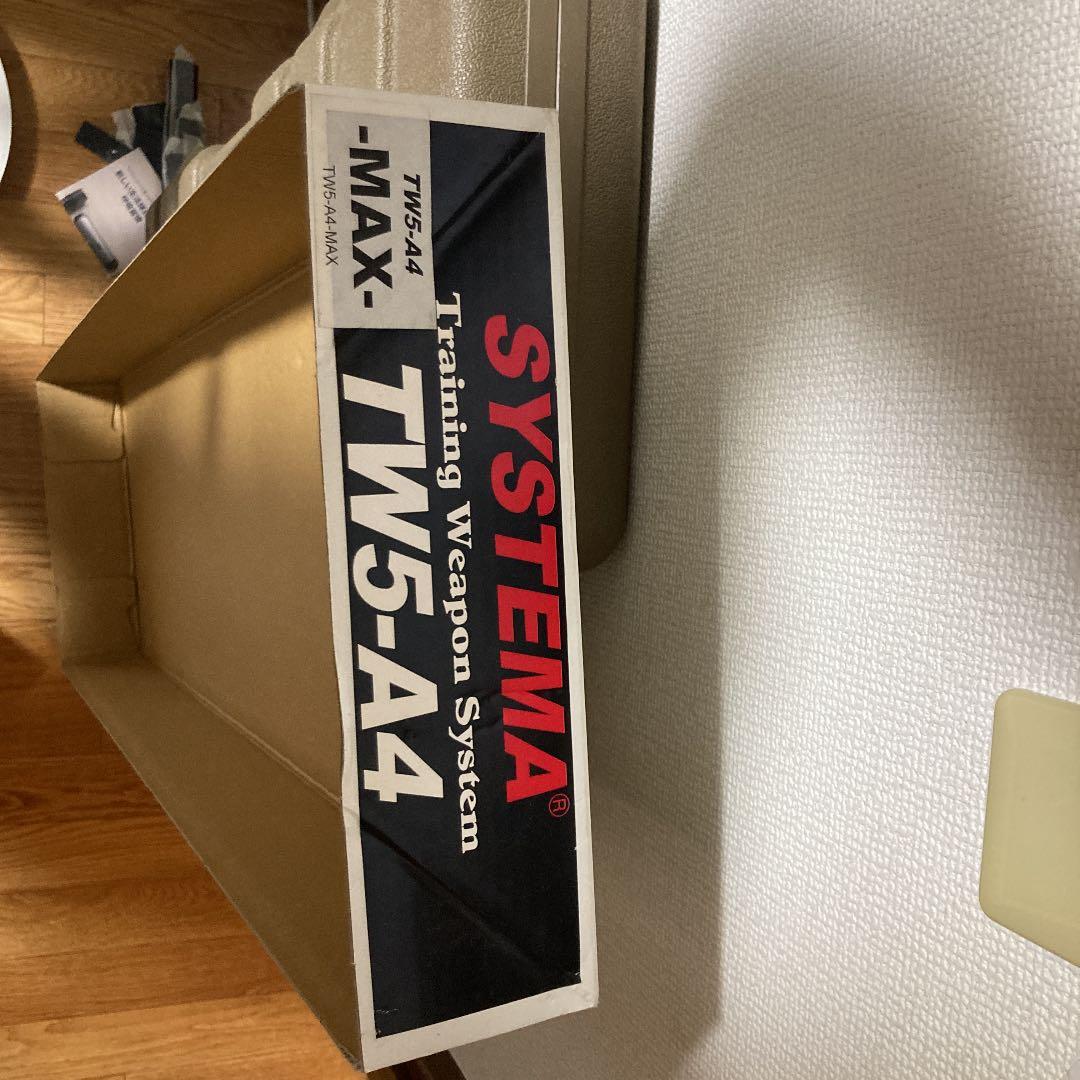 SYSTEMA®
Training Weapon System
TW5-A4
TW5-A4
-MAX-
TW5-A4-MAX